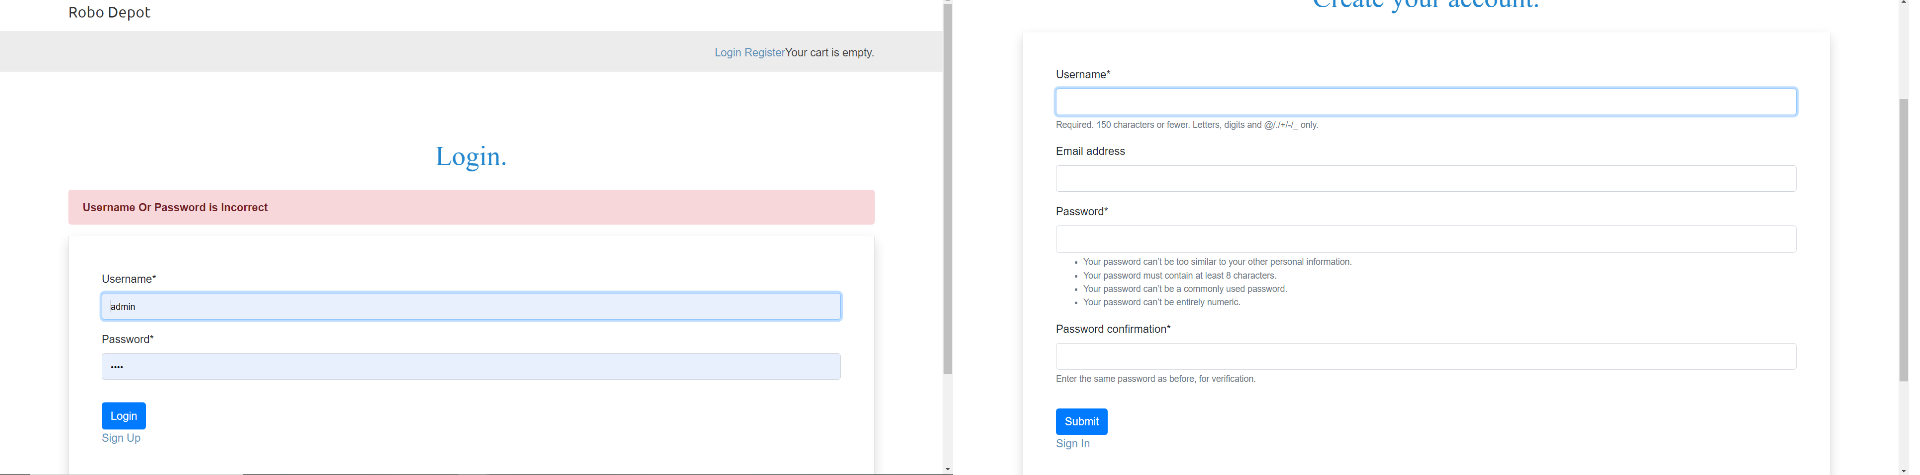 Robo Depot
Login RegisterYour cart is empty.
Login.
Username Or Password is Incorrect
Username*
admin
Password*
••••
Login
Sign Up
Create your account.
Username*
Required. 150 characters or fewer. Letters, digits and @/./+/-/_ only.
Email address
Password*
• Your password can't be too similar to your other personal information.
• Your password must contain at least 8 characters.
• Your password can't be a commonly used password.
• Your password can't be entirely numeric.
Password confirmation*
Enter the same password as before, for verification.
Submit
Sign In